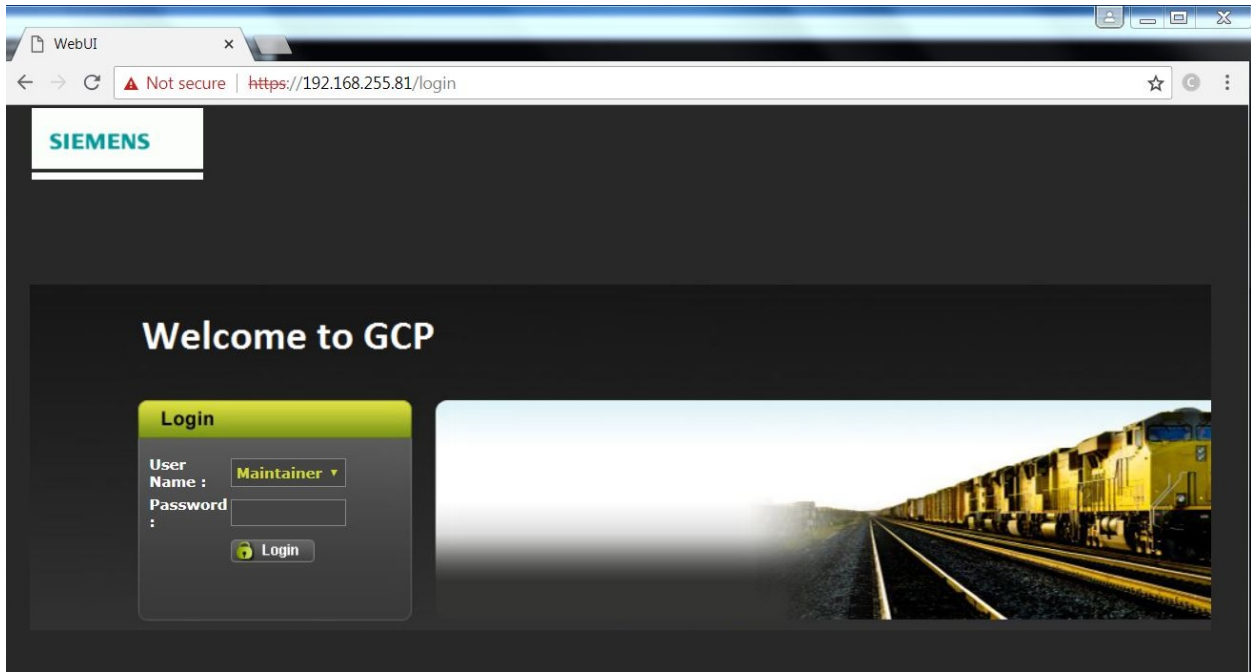 WebUI
Not secure | https://192.168.255.81/login
SIEMENS
Welcome to GCP
Login
User
Name :
Maintainer
Password
:
Login